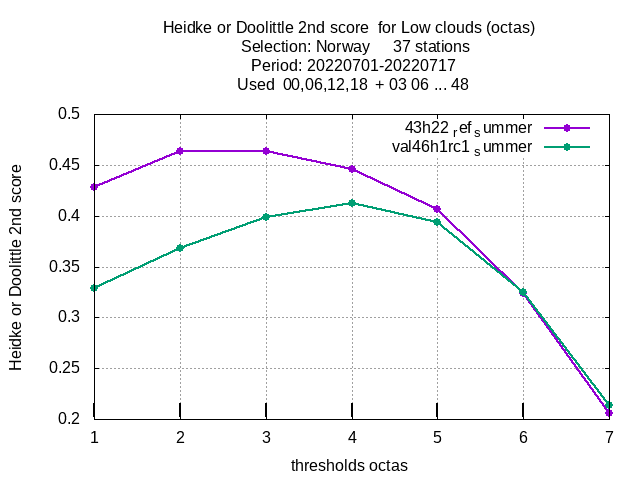 Heidke or Doolittle 2nd score  for Low clouds (octas)
Selection: Norway     37 stations
Period: 20220701-20220717
Used  00,06,12,18  + 03 06 ... 48
43h22 ref summer
val46h1rc1 summer
0.5
0.45
0.4
0.35
0.3
0.25
0.2
Heidke or Doolittle 2nd score
1 2 3 4 5 6 7
thresholds octas